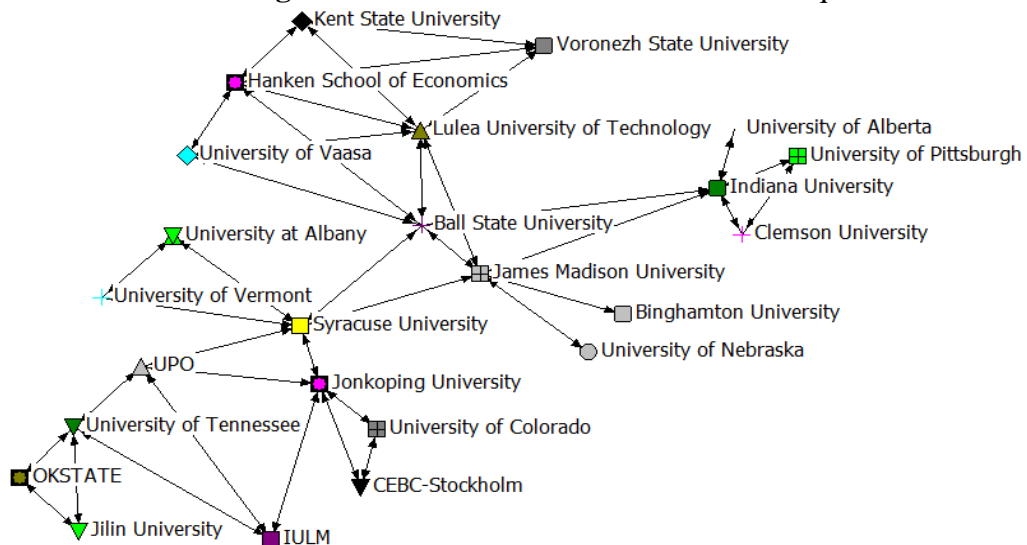 Kent State University
Voronezh State University
Hanken School of Economics
Lulea University of Technology
University of Alberta
University of Vaasa
University of Pittsburgh
Indiana University
Ball State University
Clemson University
University at Albany
James Madison University
University of Vermont
Binghamton University
Syracuse University
University of Nebraska
UPO
Jonkoping University
University of Tennessee
University of Colorado
OKSTATE
CEBC-Stockholm
Jilin University
IULM